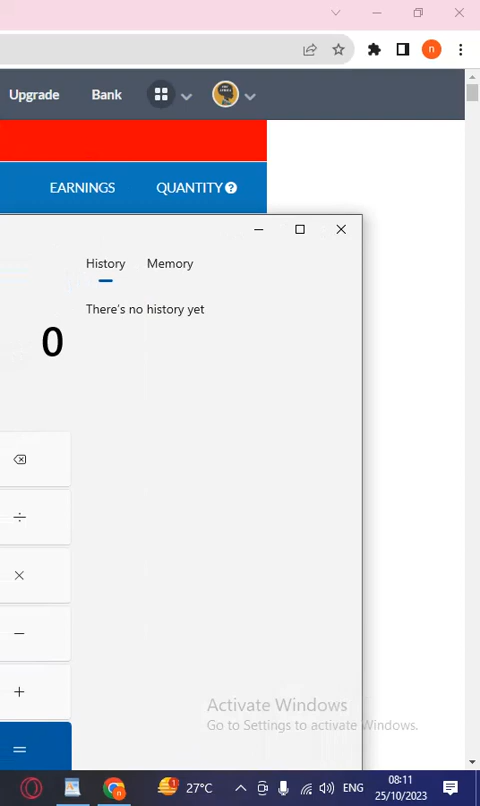 n
Upgrade Bank
EARNINGS QUANTITY ?
History Memory
There's no history yet
0
÷
×
−
+
=
Activate Windows
Go to Settings to activate Windows.
1 27°C ENG 08:11
25/10/2023